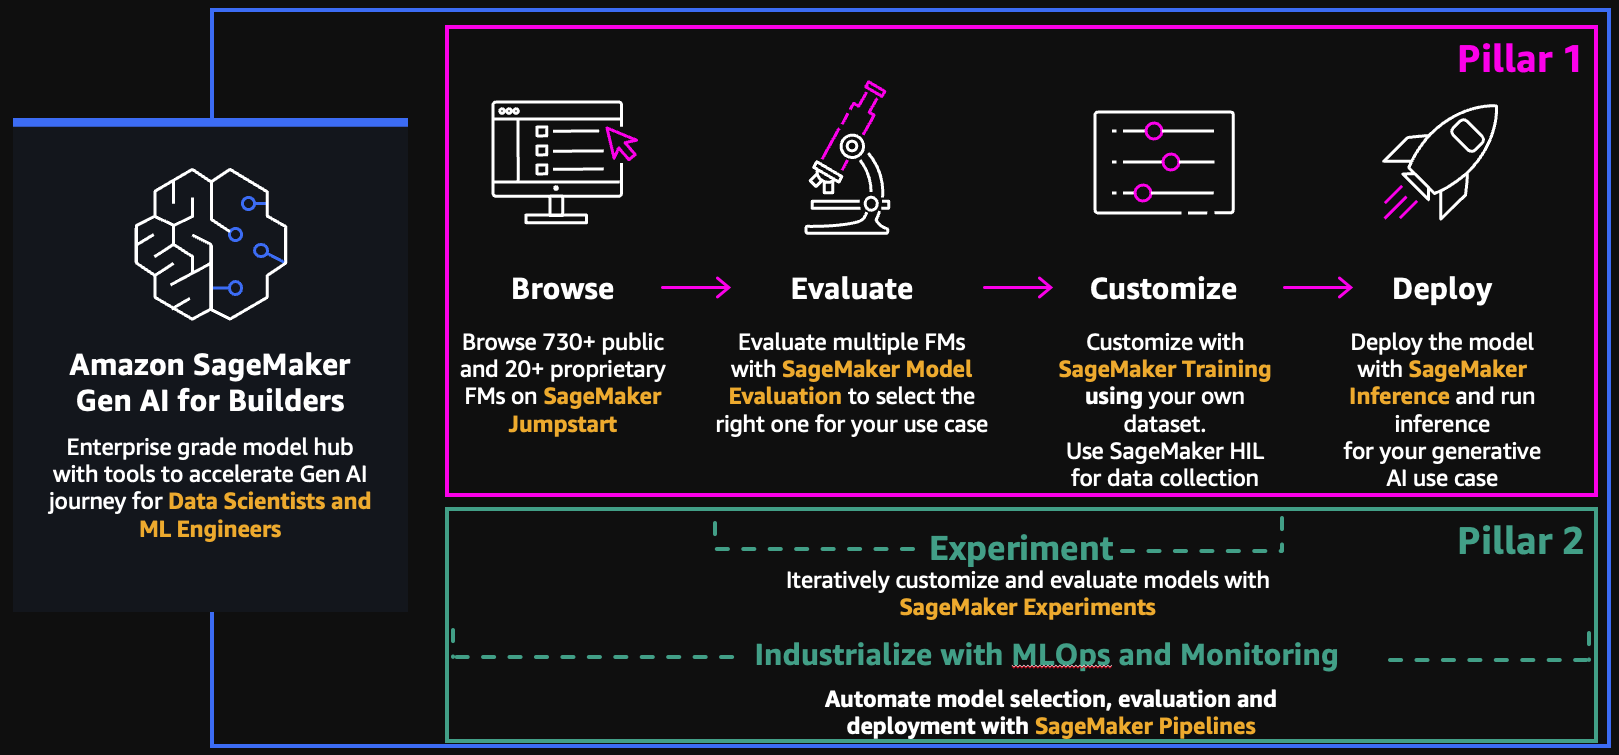 Amazon SageMaker
Gen AI for Builders
Enterprise grade model hub
with tools to accelerate Gen AI
journey for Data Scientists and
ML Engineers
Pillar 1
Browse
Browse 730+ public
and 20+ proprietary
FMs on SageMaker
Jumpstart
Evaluate
Evaluate multiple FMs
with SageMaker Model
Evaluation to select the
right one for your use case
Customize
Customize with
SageMaker Training
using your own
dataset.
Use SageMaker HIL
for data collection
Deploy
Deploy the model
with SageMaker
Inference and run
inference
for your generative
AI use case
Pillar 2
Experiment
Iteratively customize and evaluate models with
SageMaker Experiments
Industrialize with MLOps and Monitoring
Automate model selection, evaluation and
deployment with SageMaker Pipelines